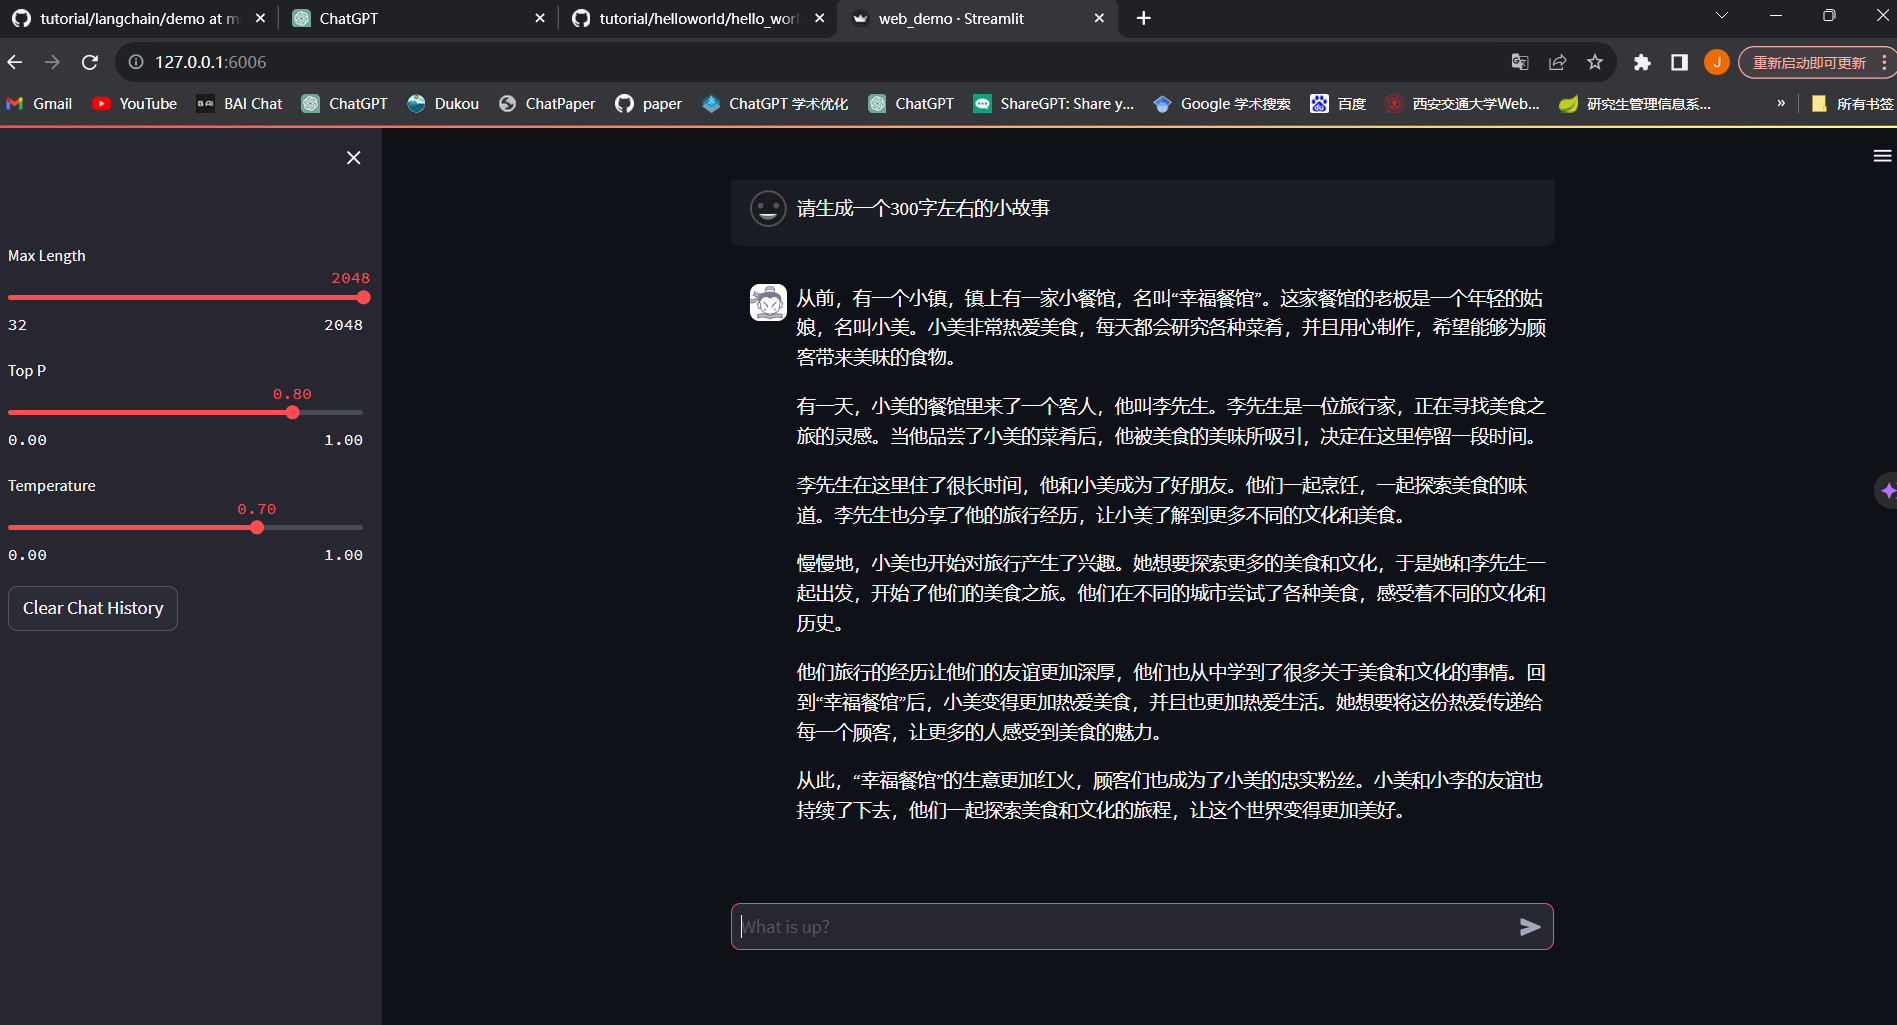 tutorial/langchain/demo at m
ChatGPT
tutorial/helloworld/hello_worl
web_demo · Streamlit
127.0.0.1:6006
重新启动即可更新
Gmail
YouTube
BAI Chat
ChatGPT
Dukou
ChatPaper
paper
ChatGPT 学术优化
ChatGPT
ShareGPT: Share y...
Google 学术搜索
百度
西安交通大学Web...
研究生管理信息系...
»
所有书签
J
Max Length
2048
32
2048
Top P
0.80
0.00
1.00
Temperature
0.70
0.00
1.00
Clear Chat History
请生成一个300字左右的小故事
从前，有一个小镇，镇上有一家小餐馆，名叫“幸福餐馆”。这家餐馆的老板是一个年轻的姑
娘，名叫小美。小美非常热爱美食，每天都会研究各种菜肴，并且用心制作，希望能够为顾
客带来美味的食物。
有一天，小美的餐馆里来了一个客人，他叫李先生。李先生是一位旅行家，正在寻找美食之
旅的灵感。当他品尝了小美的菜肴后，他被美食的美味所吸引，决定在这里停留一段时间。
李先生在这里住了很长时间，他和小美成为了好朋友。他们一起烹饪，一起探索美食的味
道。李先生也分享了他的旅行经历，让小美了解到更多不同的文化和美食。
慢慢地，小美也开始对旅行产生了兴趣。她想要探索更多的美食和文化，于是她和李先生一
起出发，开始了他们的美食之旅。他们在不同的城市尝试了各种美食，感受着不同的文化和
历史。
他们旅行的经历让他们的友谊更加深厚，他们也从中学到了很多关于美食和文化的事情。回
到“幸福餐馆”后，小美变得更加热爱美食，并且也更加热爱生活。她想要将这份热爱传递给
每一个顾客，让更多的人感受到美食的魅力。
从此，“幸福餐馆”的生意更加红火，顾客们也成为了小美的忠实粉丝。小美和小李的友谊也
持续了下去，他们一起探索美食和文化的旅程，让这个世界变得更加美好。
What is up?